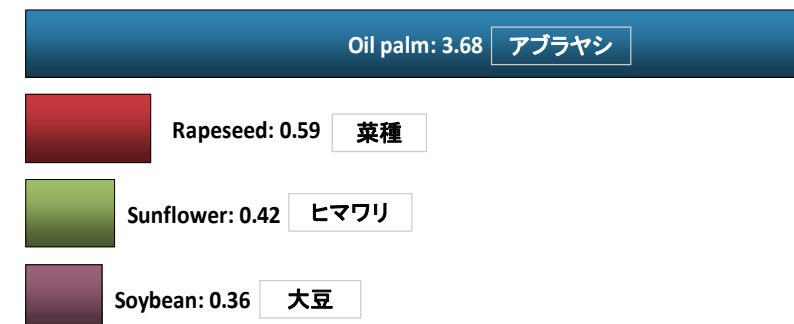 Oil palm: 3.68 アブラヤシ
Rapeseed: 0.59 菜種
Sunflower: 0.42 ヒマワリ
Soybean: 0.36 大豆